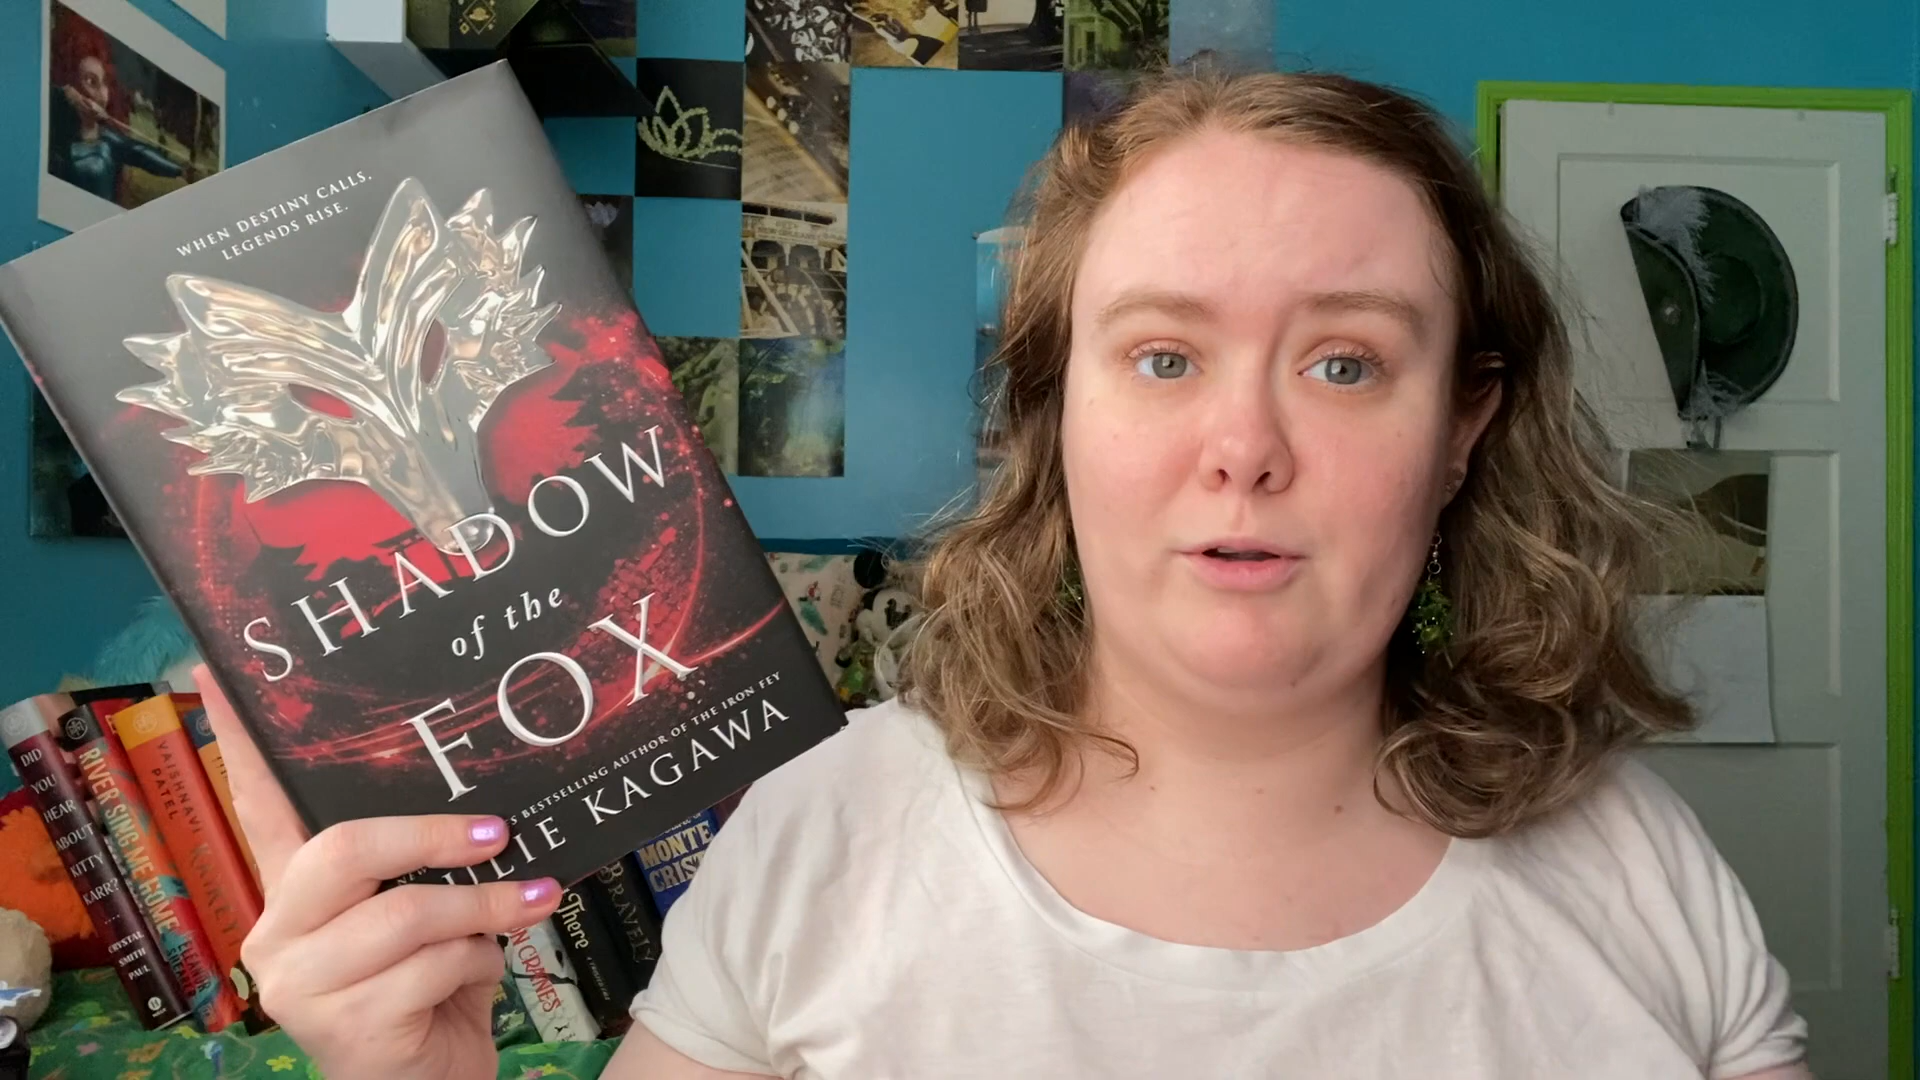 WHEN DESTINY CALLS,
LEGENDS RISE.
SHADOW
of the
FOX
BESTSELLING AUTHOR OF THE IRON FEY
KAGAWA
DID
YOU
HEAR
ABOUT
KITTY
KARR?
CRYSTAL
SMITH
PAUL
RIVER SING ME HOME
VAISHNAVI
PATEL
There
BRAVELY
MONTE